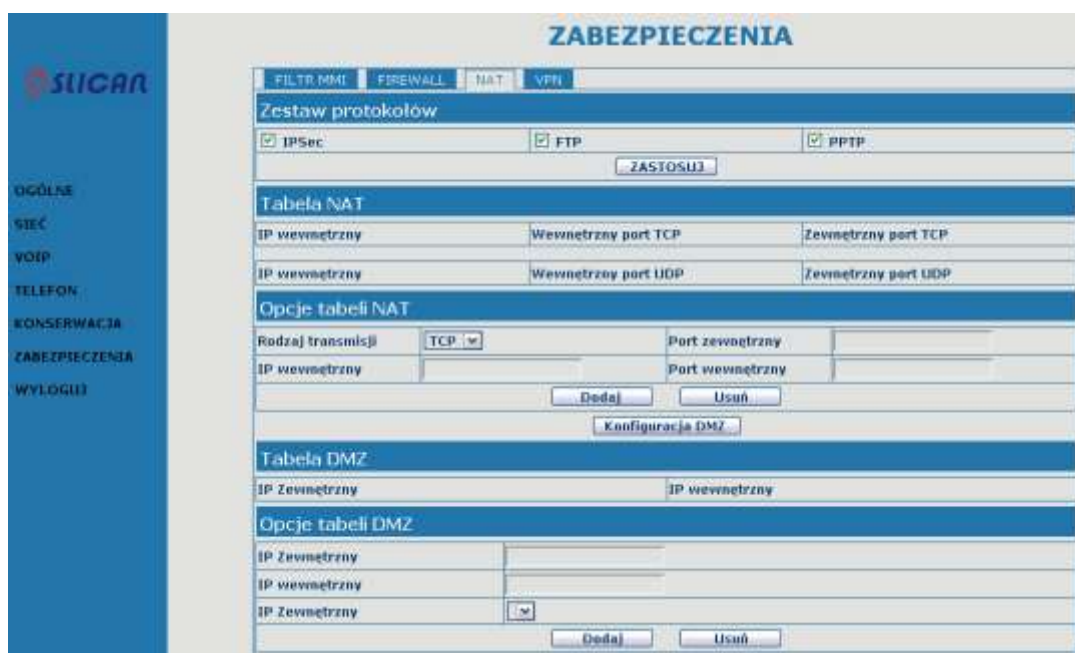 ZABEZPIECZENIA
SLICAN
FILTR MMI FIREWALL NAT VPN
Zestaw protokołów
IPSec FTP PPTP
ZASTOSUJ
OGÓLNE
SIEĆ
VOIP
TELEFON
KONSERWACJA
ZABEZPIECZENIA
WYLOGUJ
Tabela NAT
IP wewnętrzny Wewnętrzny port TCP Zewnętrzny port TCP
IP wewnętrzny Wewnętrzny port UDP Zewnętrzny port UDP
Opcje tabeli NAT
Rodzaj transmisji TCP Port zewnętrzny
IP wewnętrzny Port wewnętrzny
Dodaj Usuń
Konfiguracja DMZ
Tabela DMZ
IP Zewnętrzny IP wewnętrzny
Opcje tabeli DMZ
IP Zewnętrzny
IP wewnętrzny
IP Zewnętrzny
Dodaj Usuń